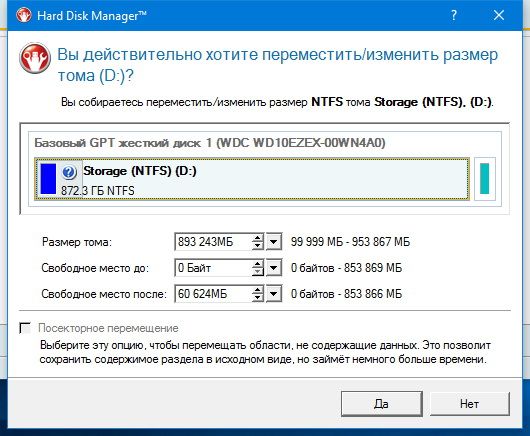 Hard Disk Manager™
Вы действительно хотите переместить/изменить размер
тома (D:)?
Вы собираетесь переместить/изменить размер NTFS тома Storage (NTFS), (D:).
Базовый GPT жесткий диск 1 (WDC WD10EZEX-00WN4A0)
Storage (NTFS) (D:)
872.3 ГБ NTFS
Размер тома: 893 243МБ 99 999 МБ - 953 867 МБ
Свободное место до: 0 Байт 0 байтов - 853 869 МБ
Свободное место после: 60 624МБ 0 байтов - 853 866 МБ
Посекторное перемещение
Выберите эту опцию, чтобы перемещать области, не содержащие данных. Это позволит
сохранить содержимое раздела в исходном виде, но займёт немного больше времени.
Да Нет